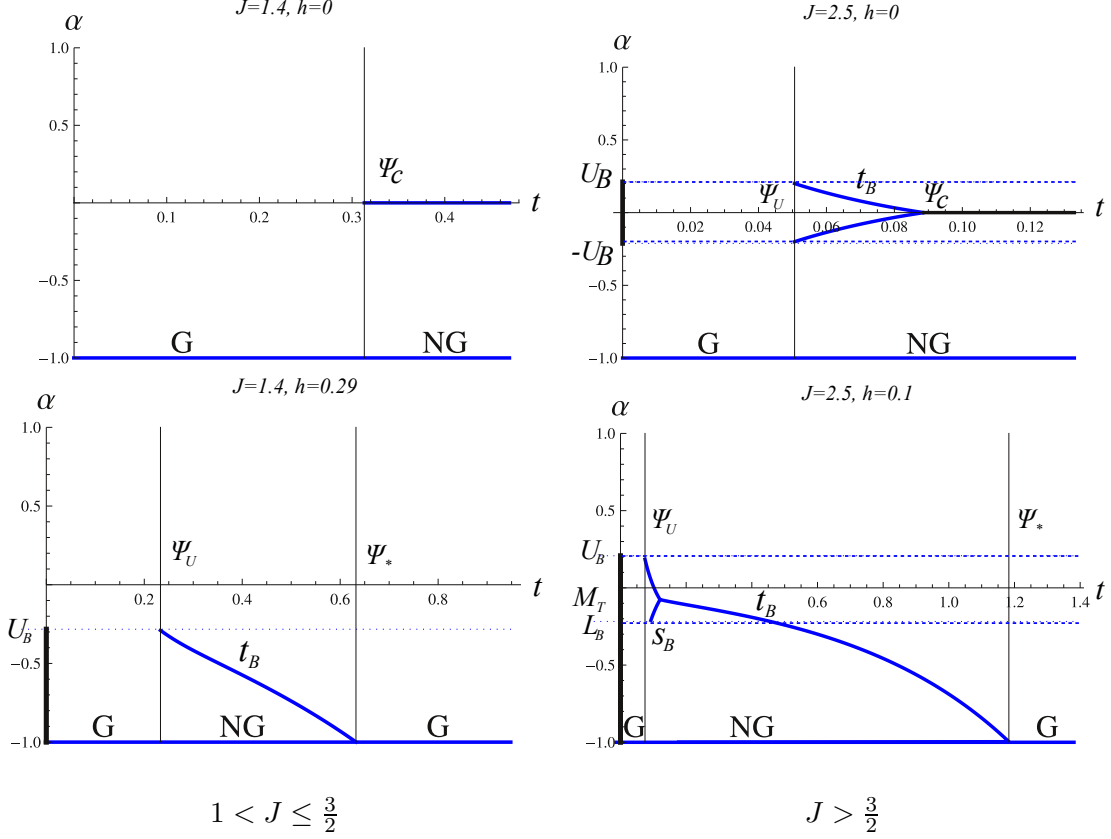 J=1.4, h=0
α
1.0
0.5
Ψ_C
0.1 0.2 0.3 0.4 t
−0.5
G NG
−1.0
J=2.5, h=0
α
1.0
0.5
U_B
Ψ_U t_B Ψ_C
t
0.02 0.04 0.06 0.08 0.10 0.12
-U_B
−0.5
G NG
−1.0
J=1.4, h=0.29
α
1.0
0.5
Ψ_U Ψ_*
t
0.2 0.4 0.6 0.8
U_B
t_B
−0.5
G NG G
−1.0
J=2.5, h=0.1
α
1.0
0.5
Ψ_U Ψ_*
U_B
t
M_T t_B 0.6 0.8 1.0 1.2 1.4
L_B
s_B
−0.5
G NG G
−1.0
1 < J ≤ 3/2
J > 3/2